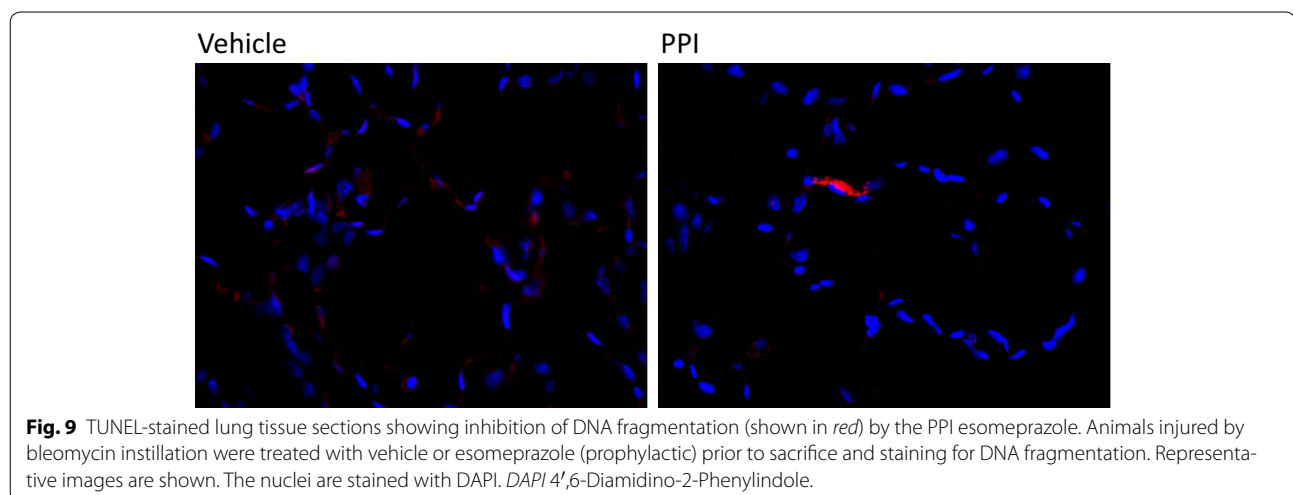 Vehicle PPI
Fig. 9 TUNEL-stained lung tissue sections showing inhibition of DNA fragmentation (shown in red) by the PPI esomeprazole. Animals injured by
bleomycin instillation were treated with vehicle or esomeprazole (prophylactic) prior to sacrifice and staining for DNA fragmentation. Representa-
tive images are shown. The nuclei are stained with DAPI. DAPI 4′,6-Diamidino-2-Phenylindole.